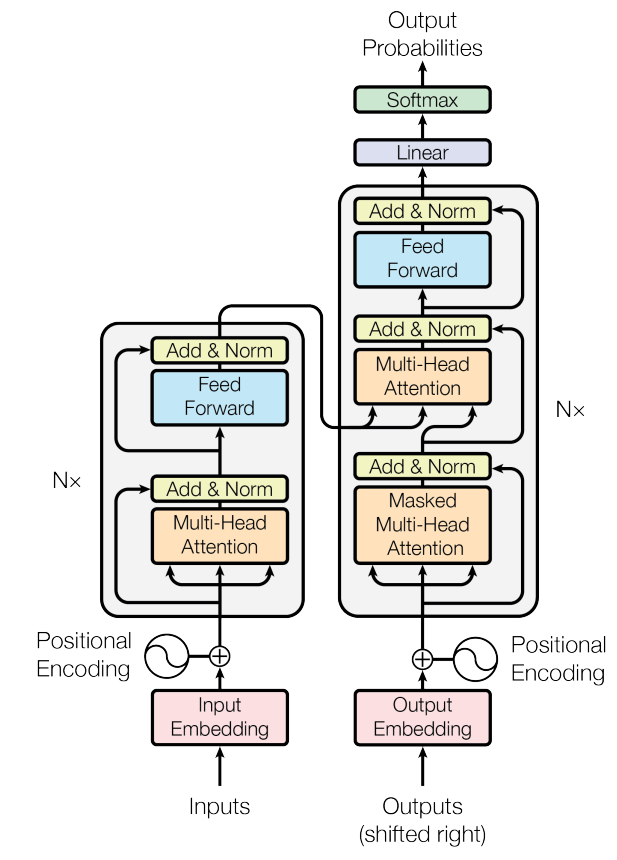 Output
Probabilities
Softmax
Linear
Add & Norm
Feed
Forward
Add & Norm
Multi-Head
Attention
N×
Add & Norm
Masked
Multi-Head
Attention
Add & Norm
Feed
Forward
N×
Add & Norm
Multi-Head
Attention
Positional
Encoding
Positional
Encoding
Input
Embedding
Output
Embedding
Inputs
Outputs
(shifted right)